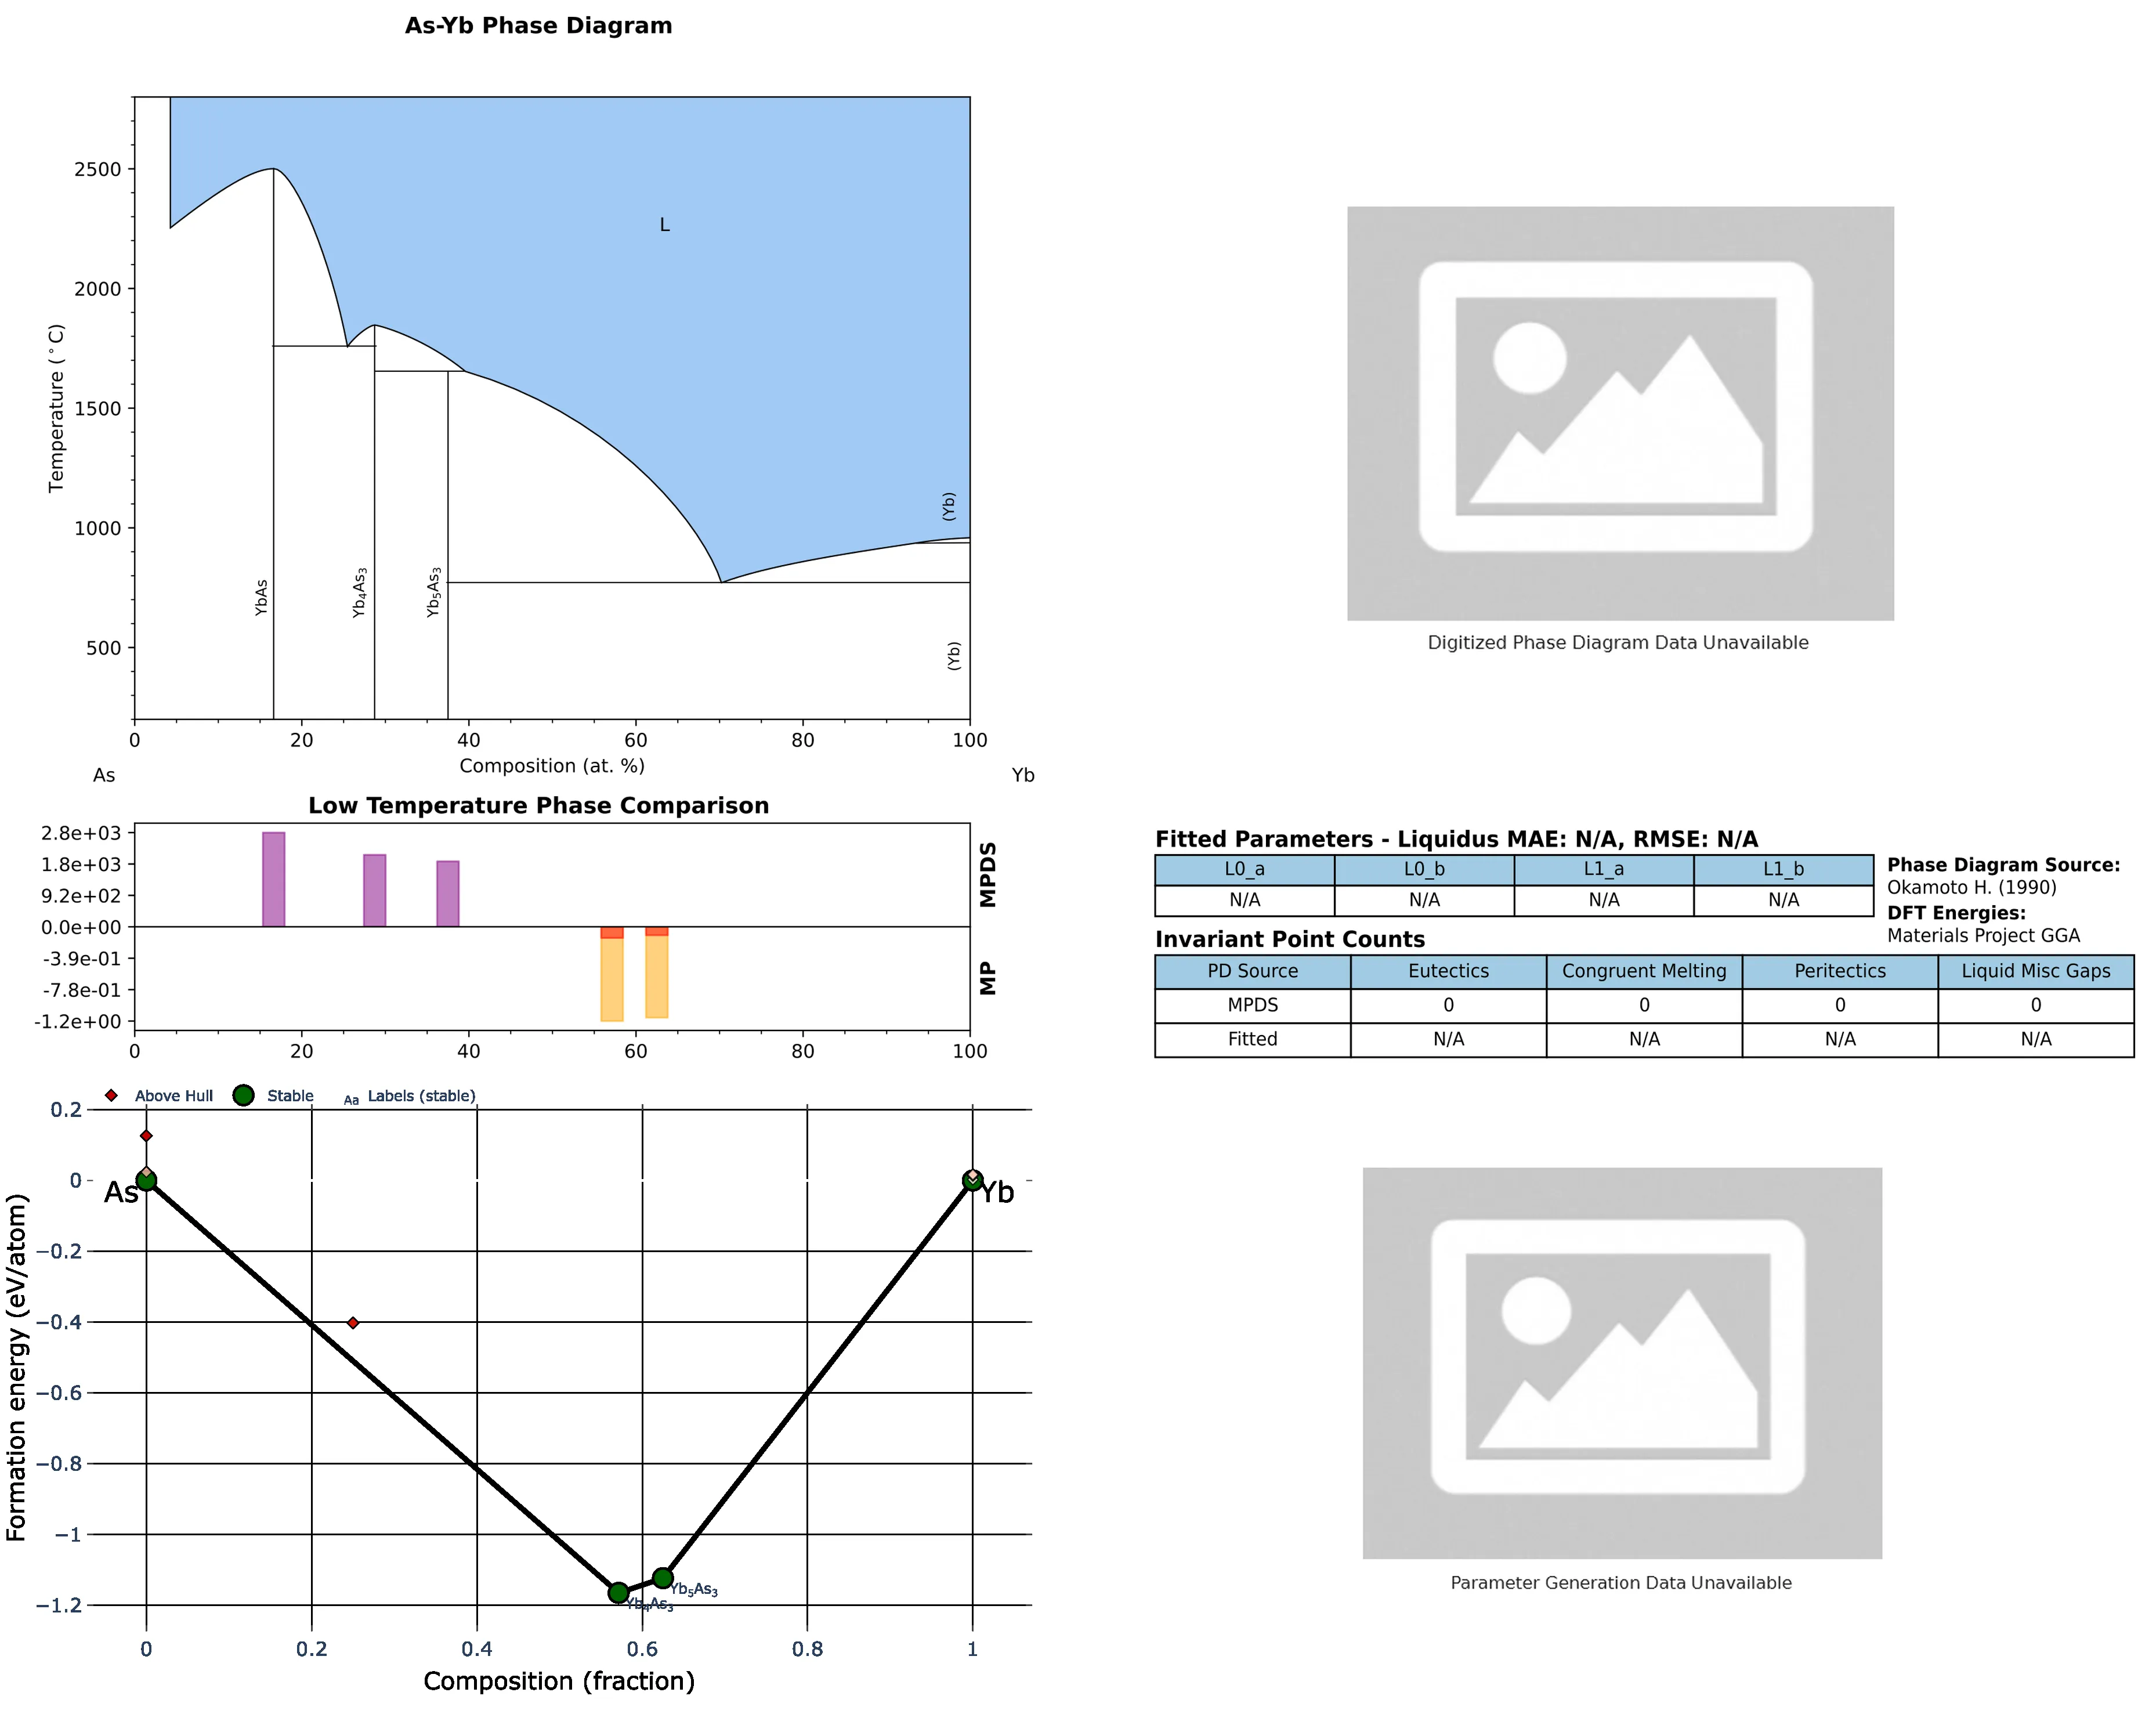 As-Yb Phase Diagram
Temperature (°C)
2500
2000
1500
1000
500
L
(Yb)
(Yb)
YbAs
Yb₄As₃
Yb₅As₃
0 20 40 60 80 100
Composition (at. %)
As Yb
Digitized Phase Diagram Data Unavailable
Low Temperature Phase Comparison
2.8e+03
1.8e+03
9.2e+02
0.0e+00
-3.9e-01
-7.8e-01
-1.2e+00
MPDS
MP
0 20 40 60 80 100
Fitted Parameters - Liquidus MAE: N/A, RMSE: N/A
L0_a L0_b L1_a L1_b
N/A N/A N/A N/A
Phase Diagram Source:
Okamoto H. (1990)
DFT Energies:
Materials Project GGA
Invariant Point Counts
PD Source Eutectics Congruent Melting Peritectics Liquid Misc Gaps
MPDS 0 0 0 0
Fitted N/A N/A N/A N/A
Above Hull Stable Aa Labels (stable)
Formation energy (eV/atom)
0.2
0
−0.2
−0.4
−0.6
−0.8
−1
−1.2
As
Yb
Yb₅As₃
Yb₄As₃
0 0.2 0.4 0.6 0.8 1
Composition (fraction)
Parameter Generation Data Unavailable